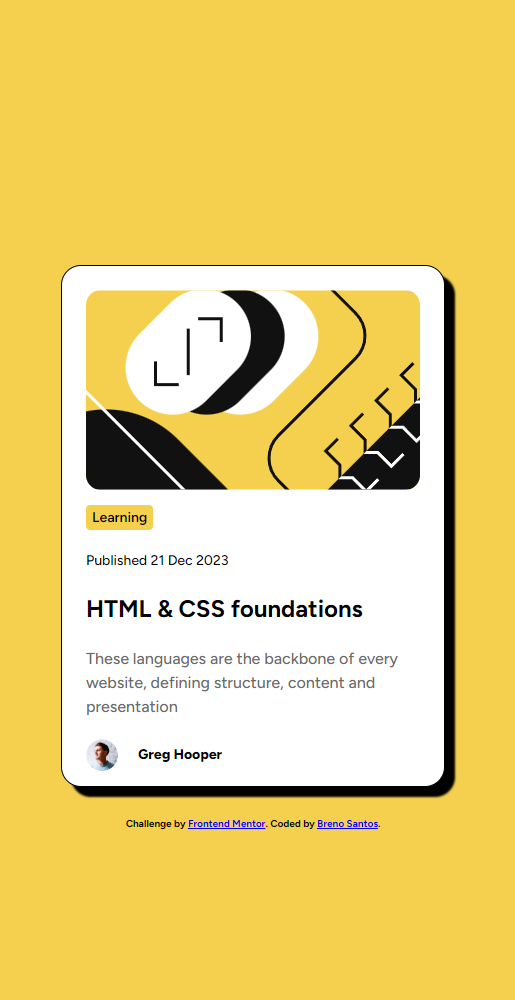 Learning
Published 21 Dec 2023
HTML & CSS foundations
These languages are the backbone of every
website, defining structure, content and
presentation
Greg Hooper
Challenge by Frontend Mentor. Coded by Breno Santos.